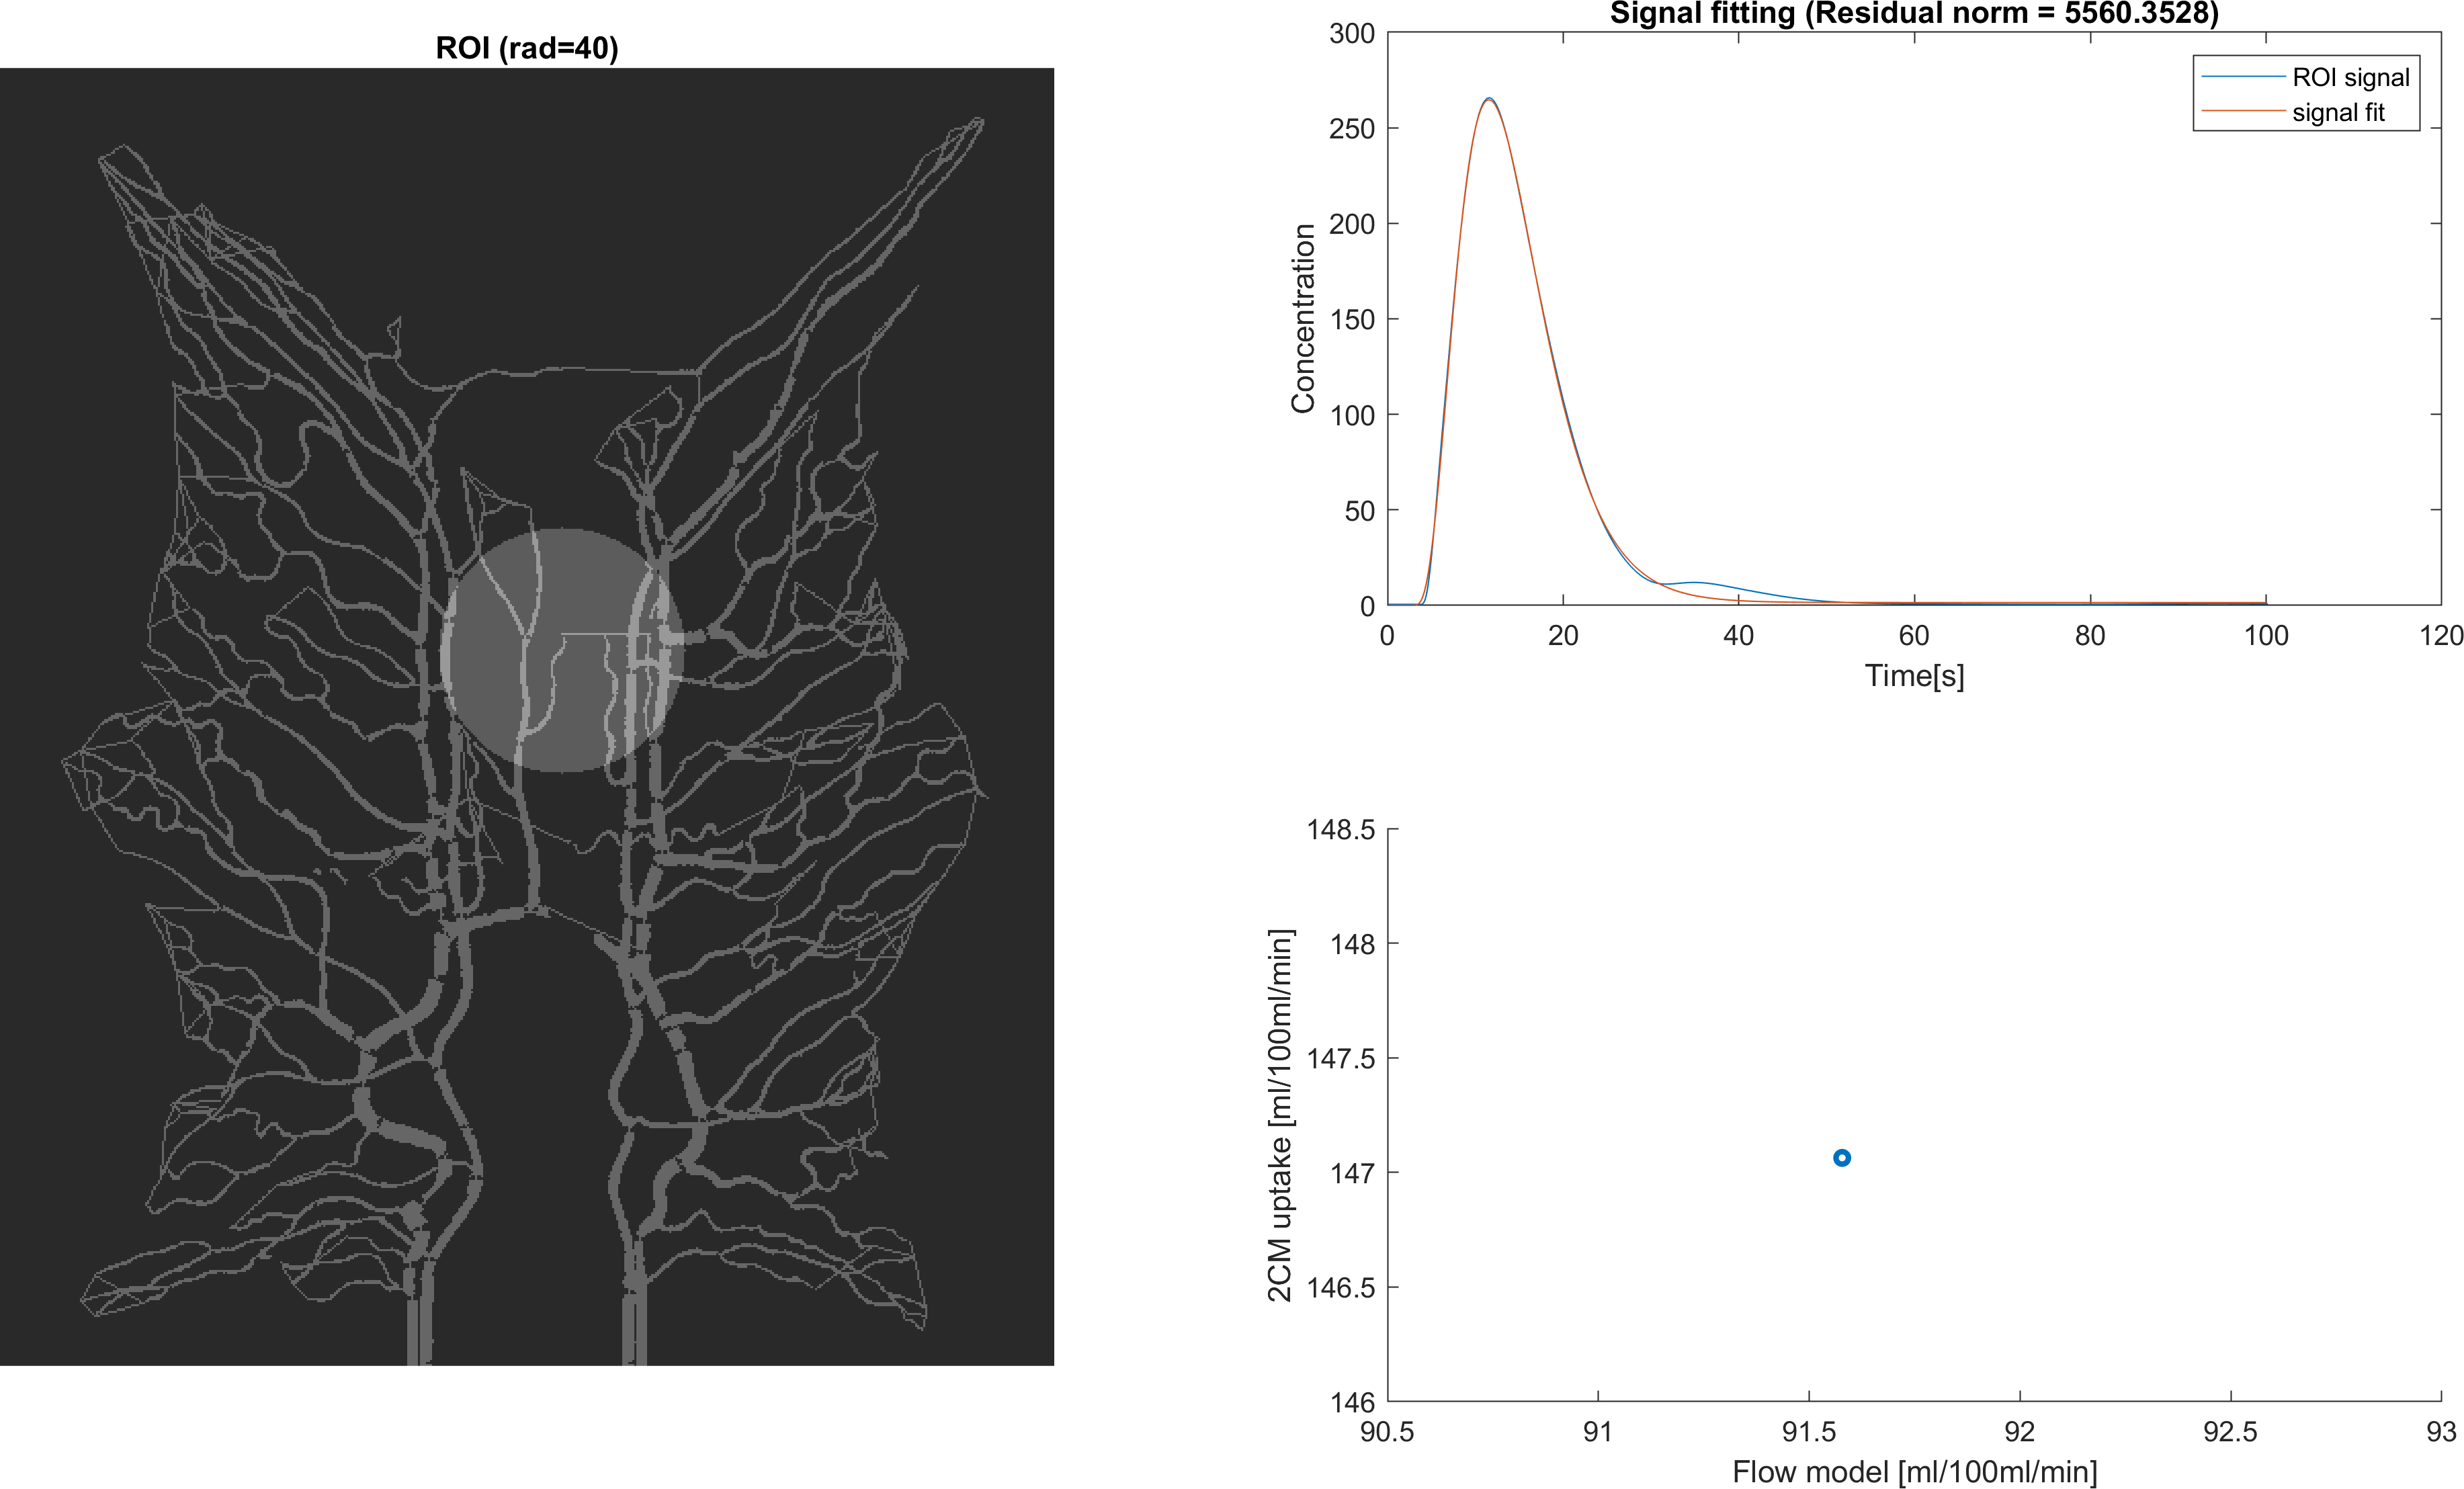 ROI (rad=40)
Signal fitting (Residual norm = 5560.3528)
300
250
200
150
100
50
0
Concentration
ROI signal
signal fit
0 20 40 60 80 100 120
Time[s]
148.5
148
147.5
147
146.5
146
2CM uptake [ml/100ml/min]
90.5 91 91.5 92 92.5 93
Flow model [ml/100ml/min]